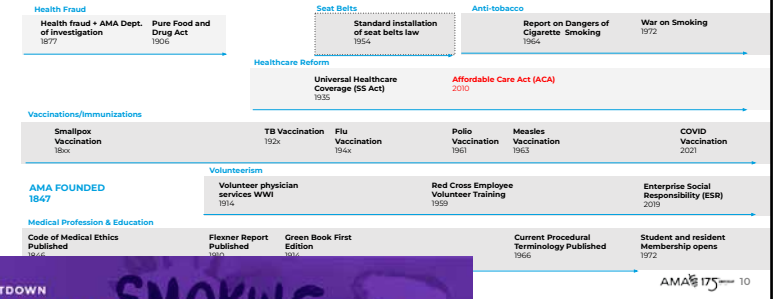 Health Fraud
Health fraud + AMA Dept.
of investigation
1877
Pure Food and
Drug Act
1906
Seat Belts
Standard installation
of seat belts law
1954
Anti-tobacco
Report on Dangers of
Cigarette Smoking
1964
War on Smoking
1972
Healthcare Reform
Universal Healthcare
Coverage (SS Act)
1935
Affordable Care Act (ACA)
2010
Vaccinations/Immunizations
Smallpox
Vaccination
18xx
TB Vaccination
192x
Flu
Vaccination
194x
Polio
Vaccination
1961
Measles
Vaccination
1963
COVID
Vaccination
2021
AMA FOUNDED
1847
Volunteerism
Volunteer physician
services WWI
1914
Red Cross Employee
Volunteer Training
1959
Enterprise Social
Responsibility (ESR)
2019
Medical Profession & Education
Code of Medical Ethics
Published
1846
Flexner Report
Published
1910
Green Book First
Edition
1914
Current Procedural
Terminology Published
1966
Student and resident
Membership opens
1972
TDOWN
SMOKING
AMA 175 10